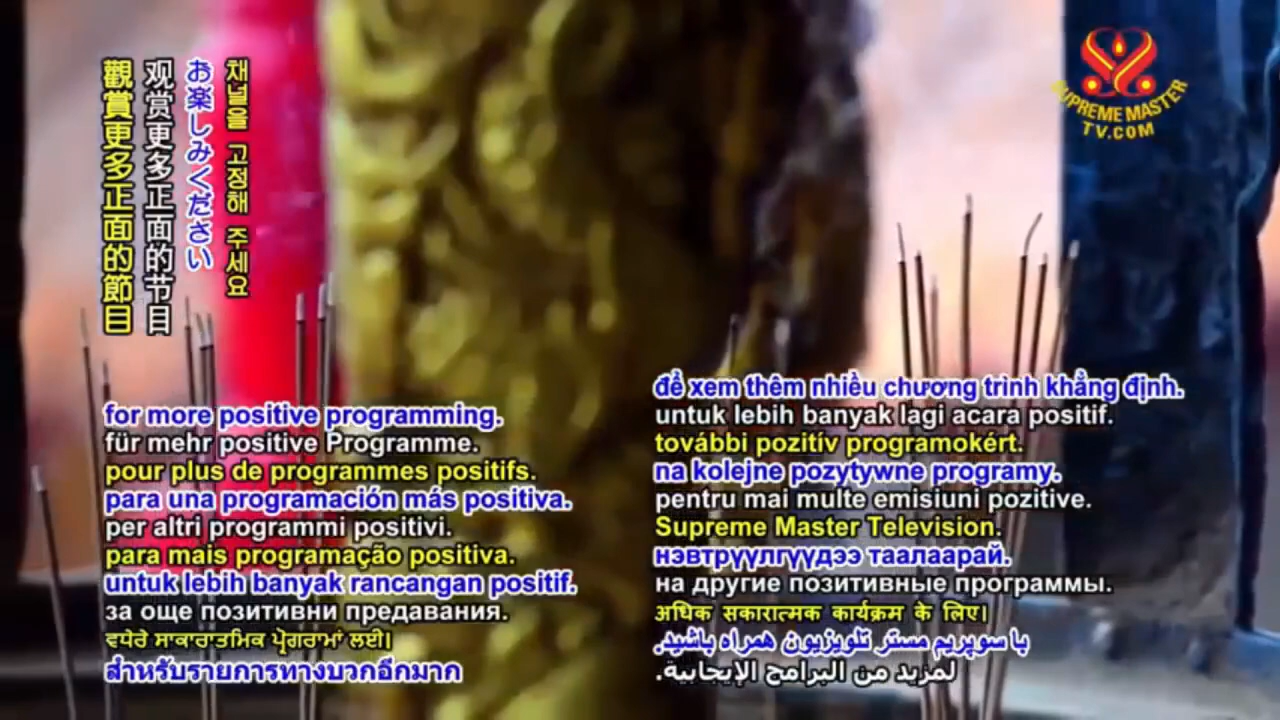 觀賞更多正面的節目
观赏更多正面的节目
お楽しみください
채널을 고정해 주세요
SUPREME MASTER
TV.COM
for more positive programming.
für mehr positive Programme.
pour plus de programmes positifs.
para una programación más positiva.
per altri programmi positivi.
para mais programação positiva.
untuk lebih banyak rancangan positif.
за още позитивни предавания.
ਵਧੇਰੇ ਸਾਕਾਰਾਤਮਿਕ ਪ੍ਰੋਗਰਾਮਾਂ ਲਈ।
สำหรับรายการทางบวกอีกมาก
để xem thêm nhiều chương trình khẳng định.
untuk lebih banyak lagi acara positif.
további pozitív programokért.
na kolejne pozytywne programy.
pentru mai multe emisiuni pozitive.
Supreme Master Television.
нэвтрүүлгүүдээ таалаарай.
на другие позитивные программы.
अधिक सकारात्मक कार्यक्रम के लिए।
با سوپریم مستر تلویزیون همراه باشید.
لمزيد من البرامج الإيجابية.